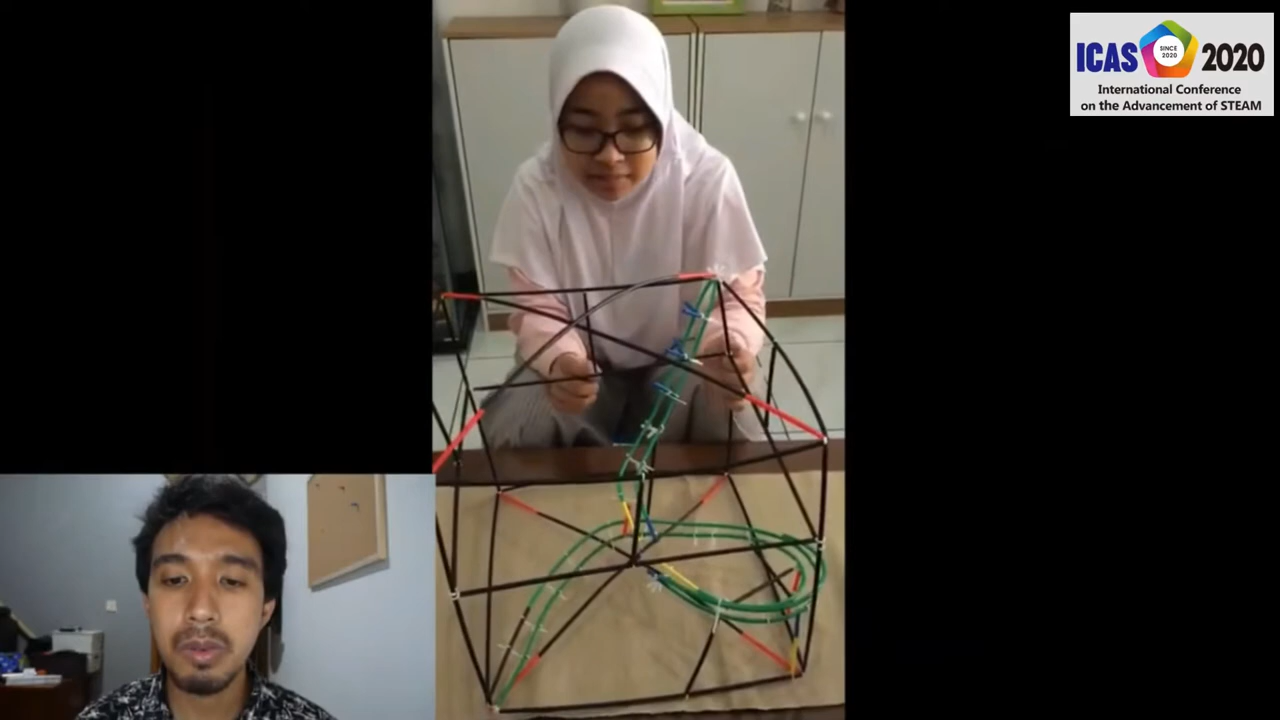 ICAS SINCE 2020 2020
International Conference
on the Advancement of STEAM